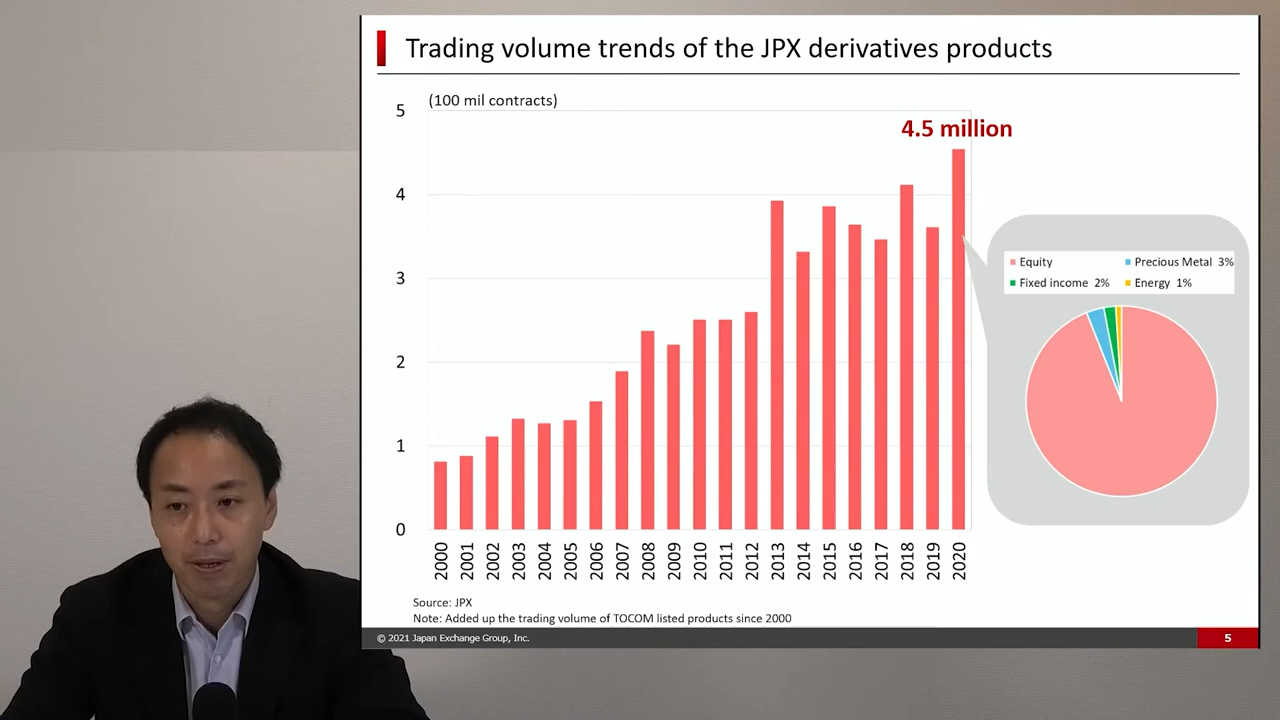 Trading volume trends of the JPX derivatives products
(100 mil contracts)
5
4.5 million
4
3
2
1
0
Equity
Precious Metal 3%
Fixed income 2%
Energy 1%
2000 2001 2002 2003 2004 2005 2006 2007 2008 2009 2010 2011 2012 2013 2014 2015 2016 2017 2018 2019 2020
Source: JPX
Note: Added up the trading volume of TOCOM listed products since 2000
© 2021 Japan Exchange Group, Inc.
5